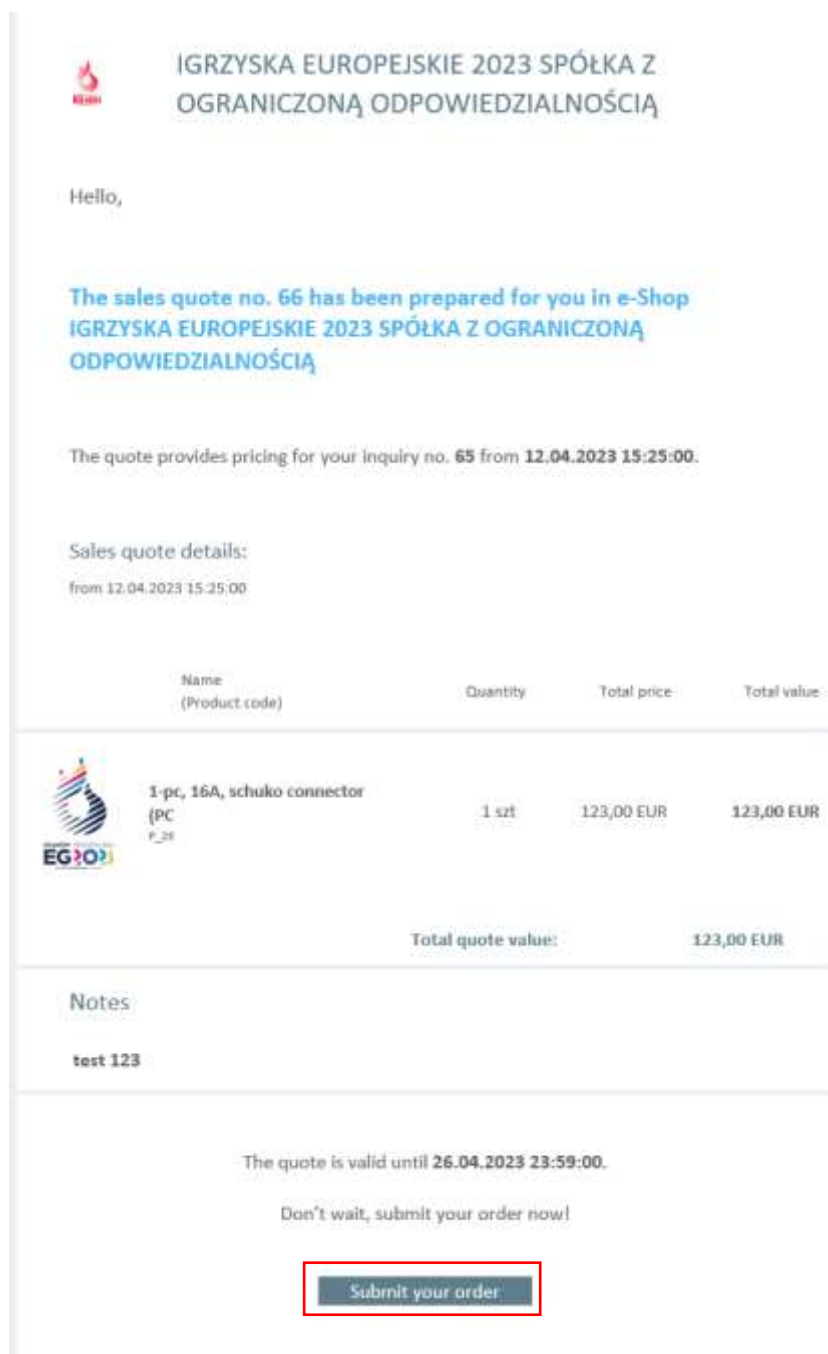 IGRZYSKA EUROPEJSKIE 2023 SPÓŁKA Z
OGRANICZONĄ ODPOWIEDZIALNOŚCIĄ
Hello,
The sales quote no. 66 has been prepared for you in e-Shop
IGRZYSKA EUROPEJSKIE 2023 SPÓŁKA Z OGRANICZONĄ
ODPOWIEDZIALNOŚCIĄ
The quote provides pricing for your inquiry no. 65 from 12.04.2023 15:25:00.
Sales quote details:
from 12.04.2023 15:25:00
Name
(Product code) Quantity Total price Total value
1-pc, 16A, schuko connector
(PC 1 szt 123,00 EUR 123,00 EUR
Total quote value: 123,00 EUR
Notes
test 123
The quote is valid until 26.04.2023 23:59:00.
Don't wait, submit your order now!
Submit your order